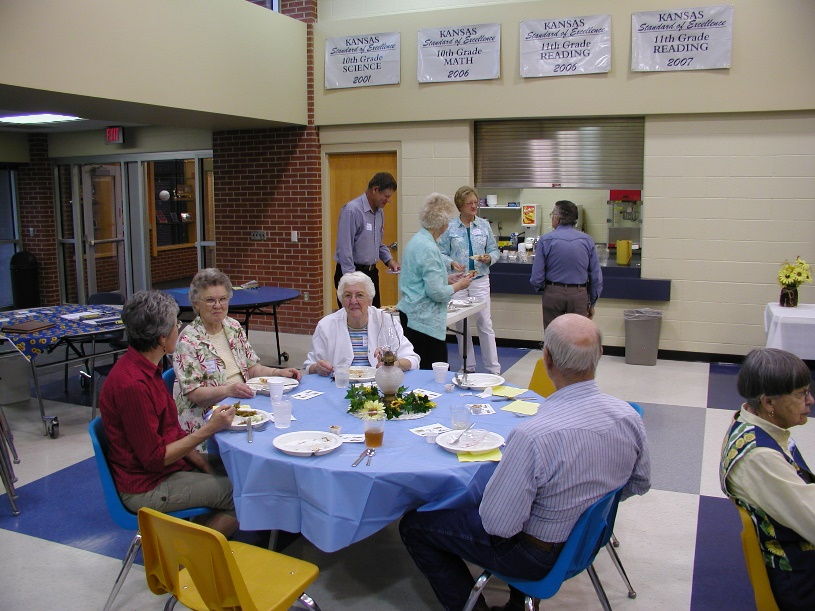 KANSAS
Standard of Excellence
10th Grade
SCIENCE
2001
KANSAS
Standard of Excellence
10th Grade
MATH
2006
KANSAS
Standard of Excellence
11th Grade
READING
2006
KANSAS
Standard of Excellence
11th Grade
READING
2007
EXIT